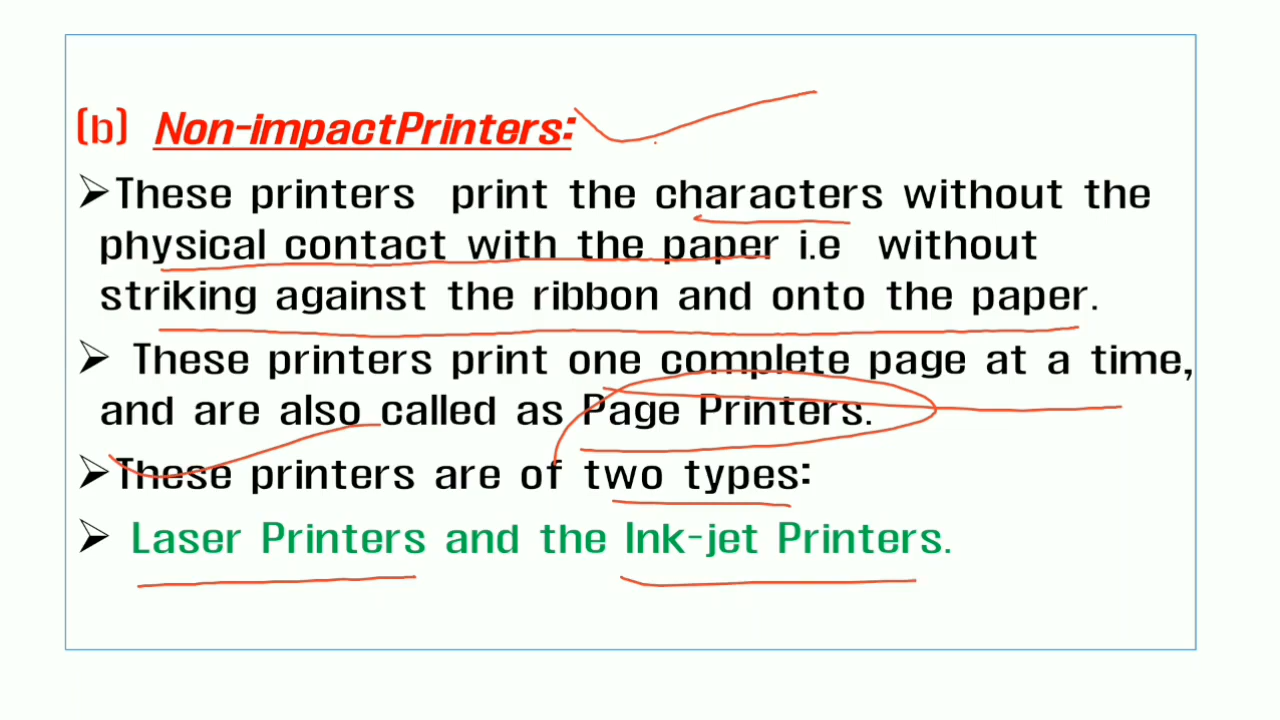 (b) Non-impactPrinters:
➢These printers print the characters without the
physical contact with the paper i.e without
striking against the ribbon and onto the paper.
➢ These printers print one complete page at a time,
and are also called as Page Printers.
➢These printers are of two types:
➢ Laser Printers and the Ink-jet Printers.